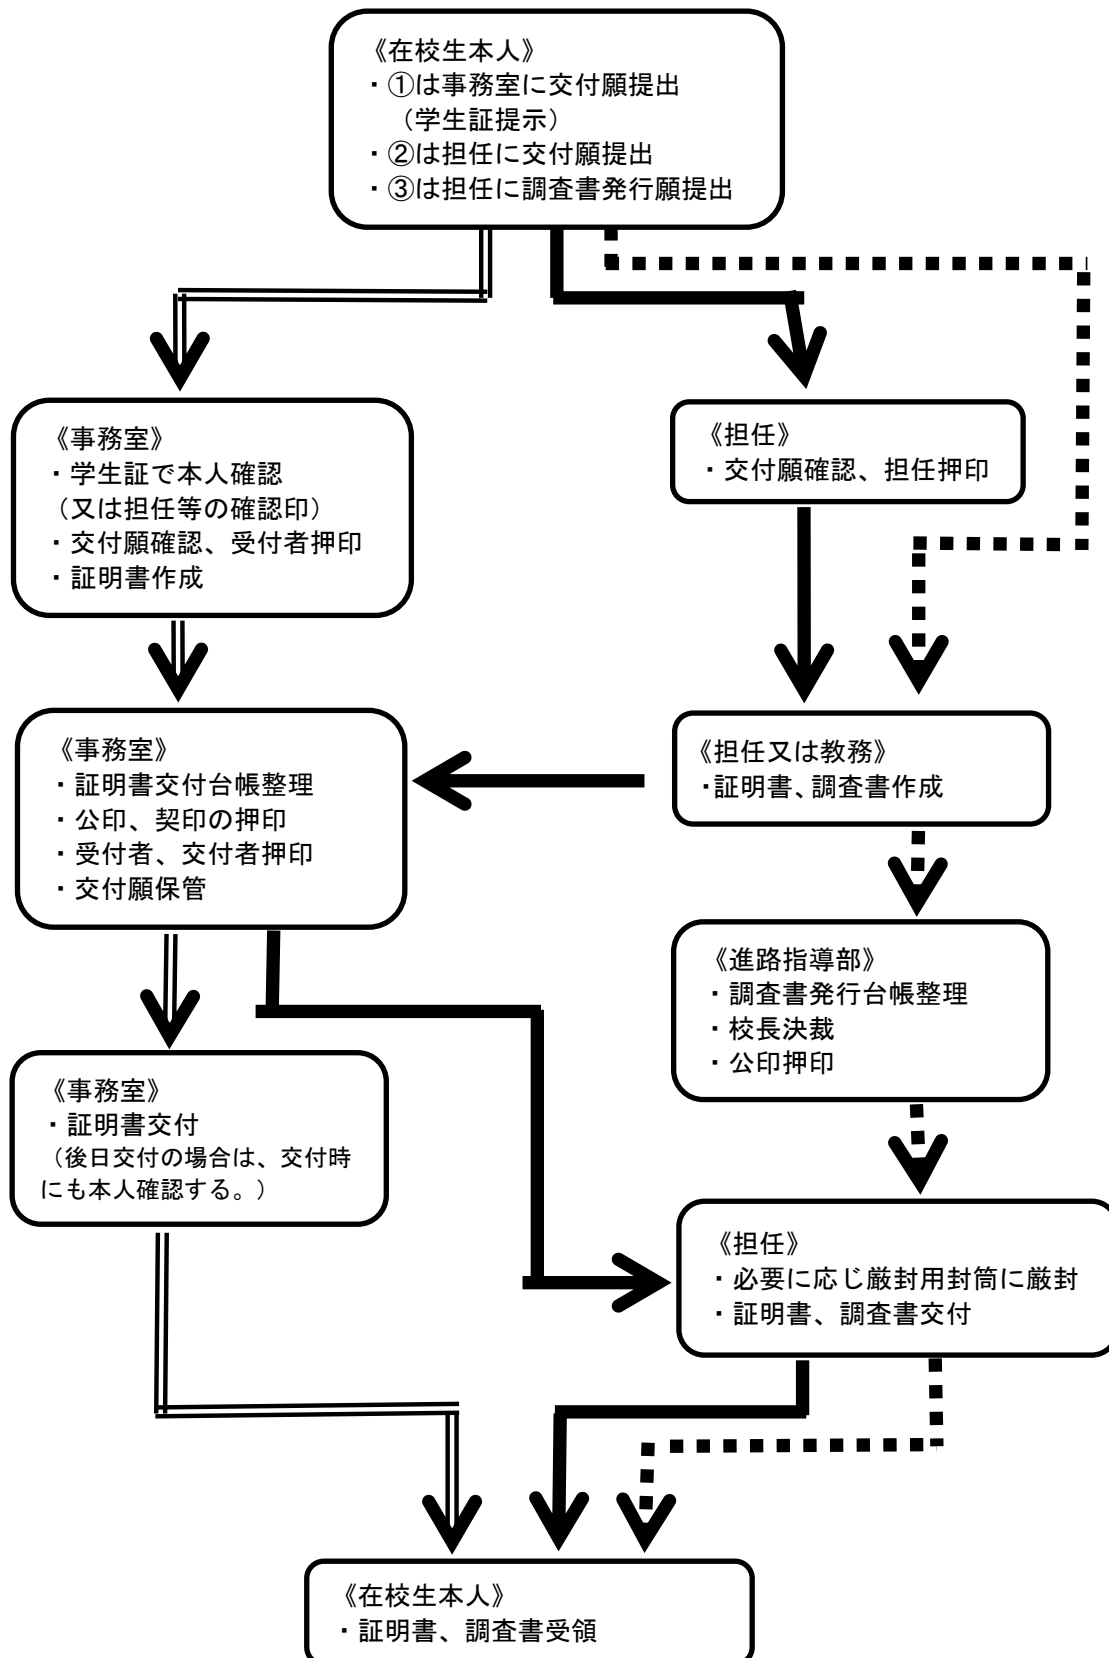 《在校生本人》
・①は事務室に交付願提出
（学生証提示）
・②は担任に交付願提出
・③は担任に調査書発行願提出
《事務室》
・学生証で本人確認
（又は担任等の確認印）
・交付願確認、受付者押印
・証明書作成
《担任》
・交付願確認、担任押印
《事務室》
・証明書交付台帳整理
・公印、契印の押印
・受付者、交付者押印
・交付願保管
《担任又は教務》
・証明書、調査書作成
《進路指導部》
・調査書発行台帳整理
・校長決裁
・公印押印
《事務室》
・証明書交付
（後日交付の場合は、交付時
にも本人確認する。）
《担任》
・必要に応じ厳封用封筒に厳封
・証明書、調査書交付
《在校生本人》
・証明書、調査書受領